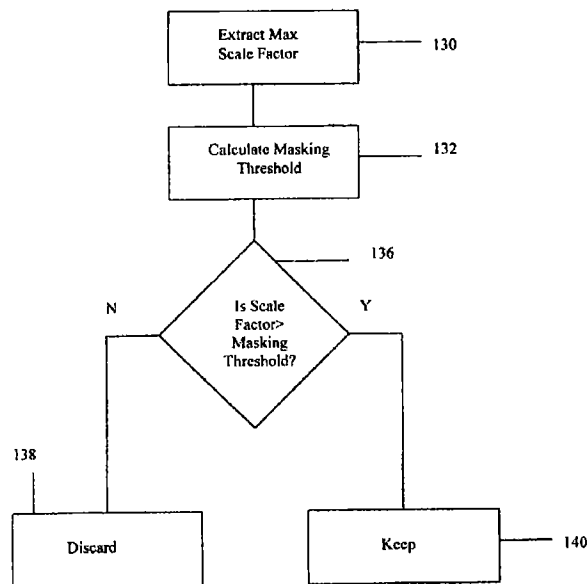 Extract Max
Scale Factor
130
Calculate Masking
Threshold
132
136
N
Is Scale
Factor>
Masking
Threshold?
Y
138
Discard
Keep
140